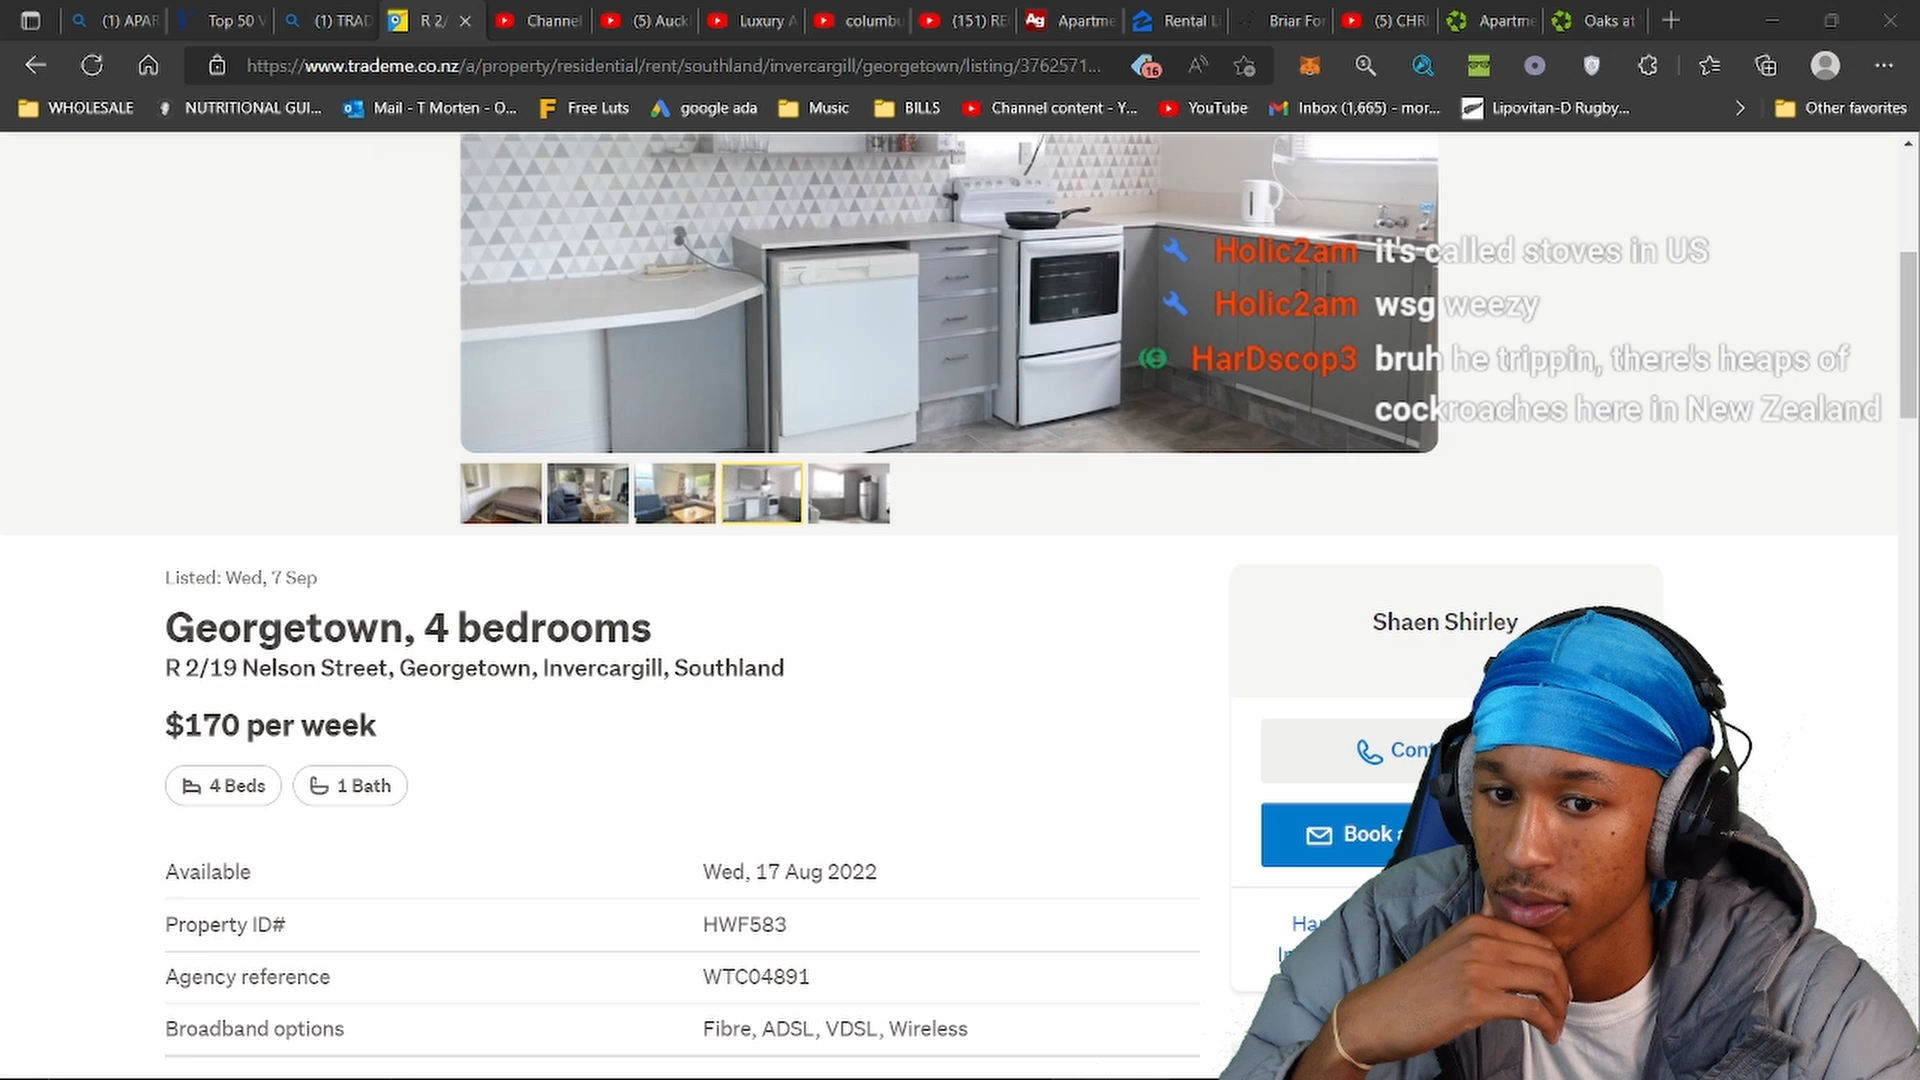 (1) APAR
Top 50 V
(1) TRAD
R 2/
Channel
(5) Auckl
Luxury A
columbu
(151) RE
Ag Apartme
Rental Li
Briar For
(5) CHRI
Apartme
Oaks at
https://www.trademe.co.nz/a/property/residential/rent/southland/invercargill/georgetown/listing/3762571...
16
WHOLESALE
NUTRITIONAL GUI...
Mail - T Morten - O...
Free Luts
google ada
Music
BILLS
Channel content - Y...
YouTube
Inbox (1,665) - mor...
Lipovitan-D Rugby...
Other favorites
Holic2am it's called stoves in US
Holic2am wsg weezy
HarDscop3 bruh he trippin, there's heaps of
cockroaches here in New Zealand
Listed: Wed, 7 Sep
Georgetown, 4 bedrooms
R 2/19 Nelson Street, Georgetown, Invercargill, Southland
$170 per week
4 Beds
1 Bath
Available Wed, 17 Aug 2022
Property ID# HWF583
Agency reference WTC04891
Broadband options Fibre, ADSL, VDSL, Wireless
Shaen Shirley
Cont
Book a